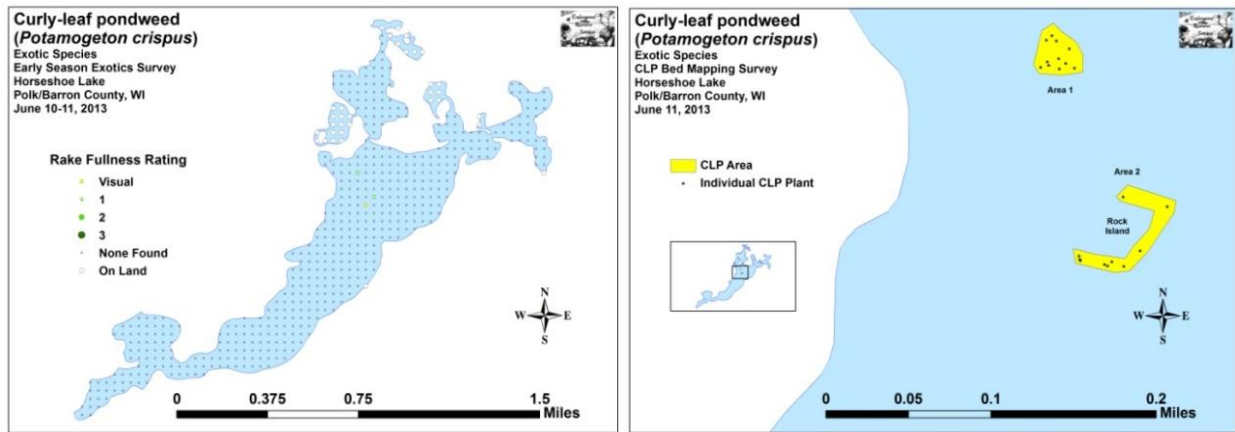 Curly-leaf pondweed
(Potamogeton crispus)
Exotic Species
Early Season Exotics Survey
Horseshoe Lake
Polk/Barron County, WI
June 10-11, 2013
Rake Fullness Rating
Visual
1
2
3
None Found
On Land
N
W E
S
0 0.375 0.75 1.5
Miles
Curly-leaf pondweed
(Potamogeton crispus)
Exotic Species
CLP Bed Mapping Survey
Horseshoe Lake
Polk/Barron County, WI
June 11, 2013
Area 1
CLP Area
Individual CLP Plant
Area 2
Rock
Island
N
W E
S
0 0.05 0.1 0.2
Miles